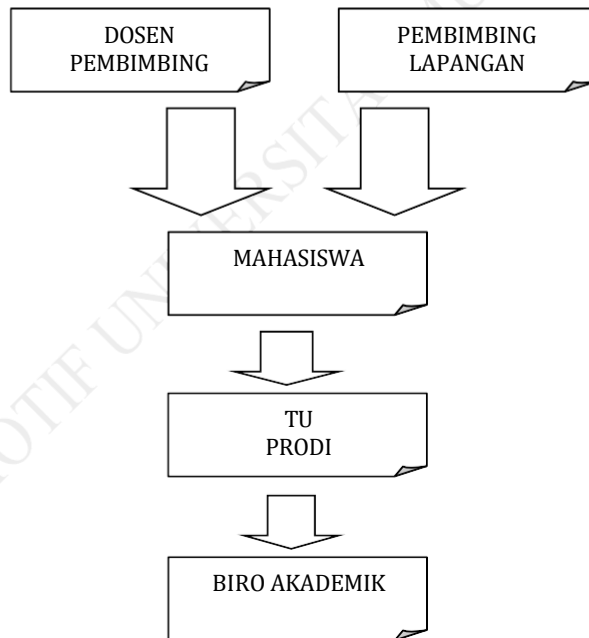 DOSEN
PEMBIMBING
PEMBIMBING
LAPANGAN
MAHASISWA
TU
PRODI
BIRO AKADEMIK